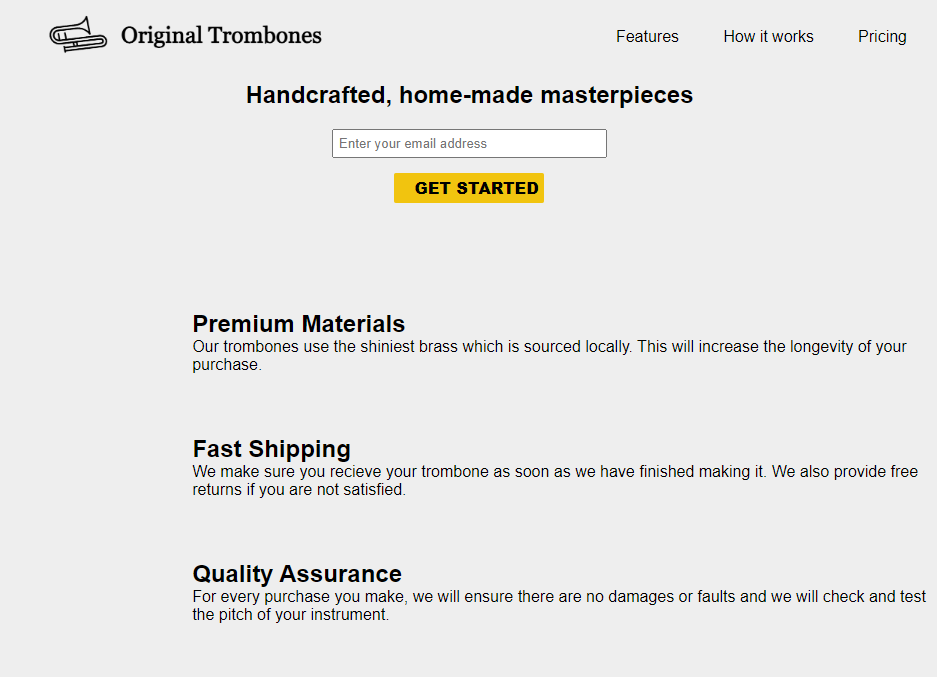 Original Trombones
Features
How it works
Pricing
Handcrafted, home-made masterpieces
Enter your email address
GET STARTED
Premium Materials
Our trombones use the shiniest brass which is sourced locally. This will increase the longevity of your
purchase.
Fast Shipping
We make sure you recieve your trombone as soon as we have finished making it. We also provide free
returns if you are not satisfied.
Quality Assurance
For every purchase you make, we will ensure there are no damages or faults and we will check and test
the pitch of your instrument.